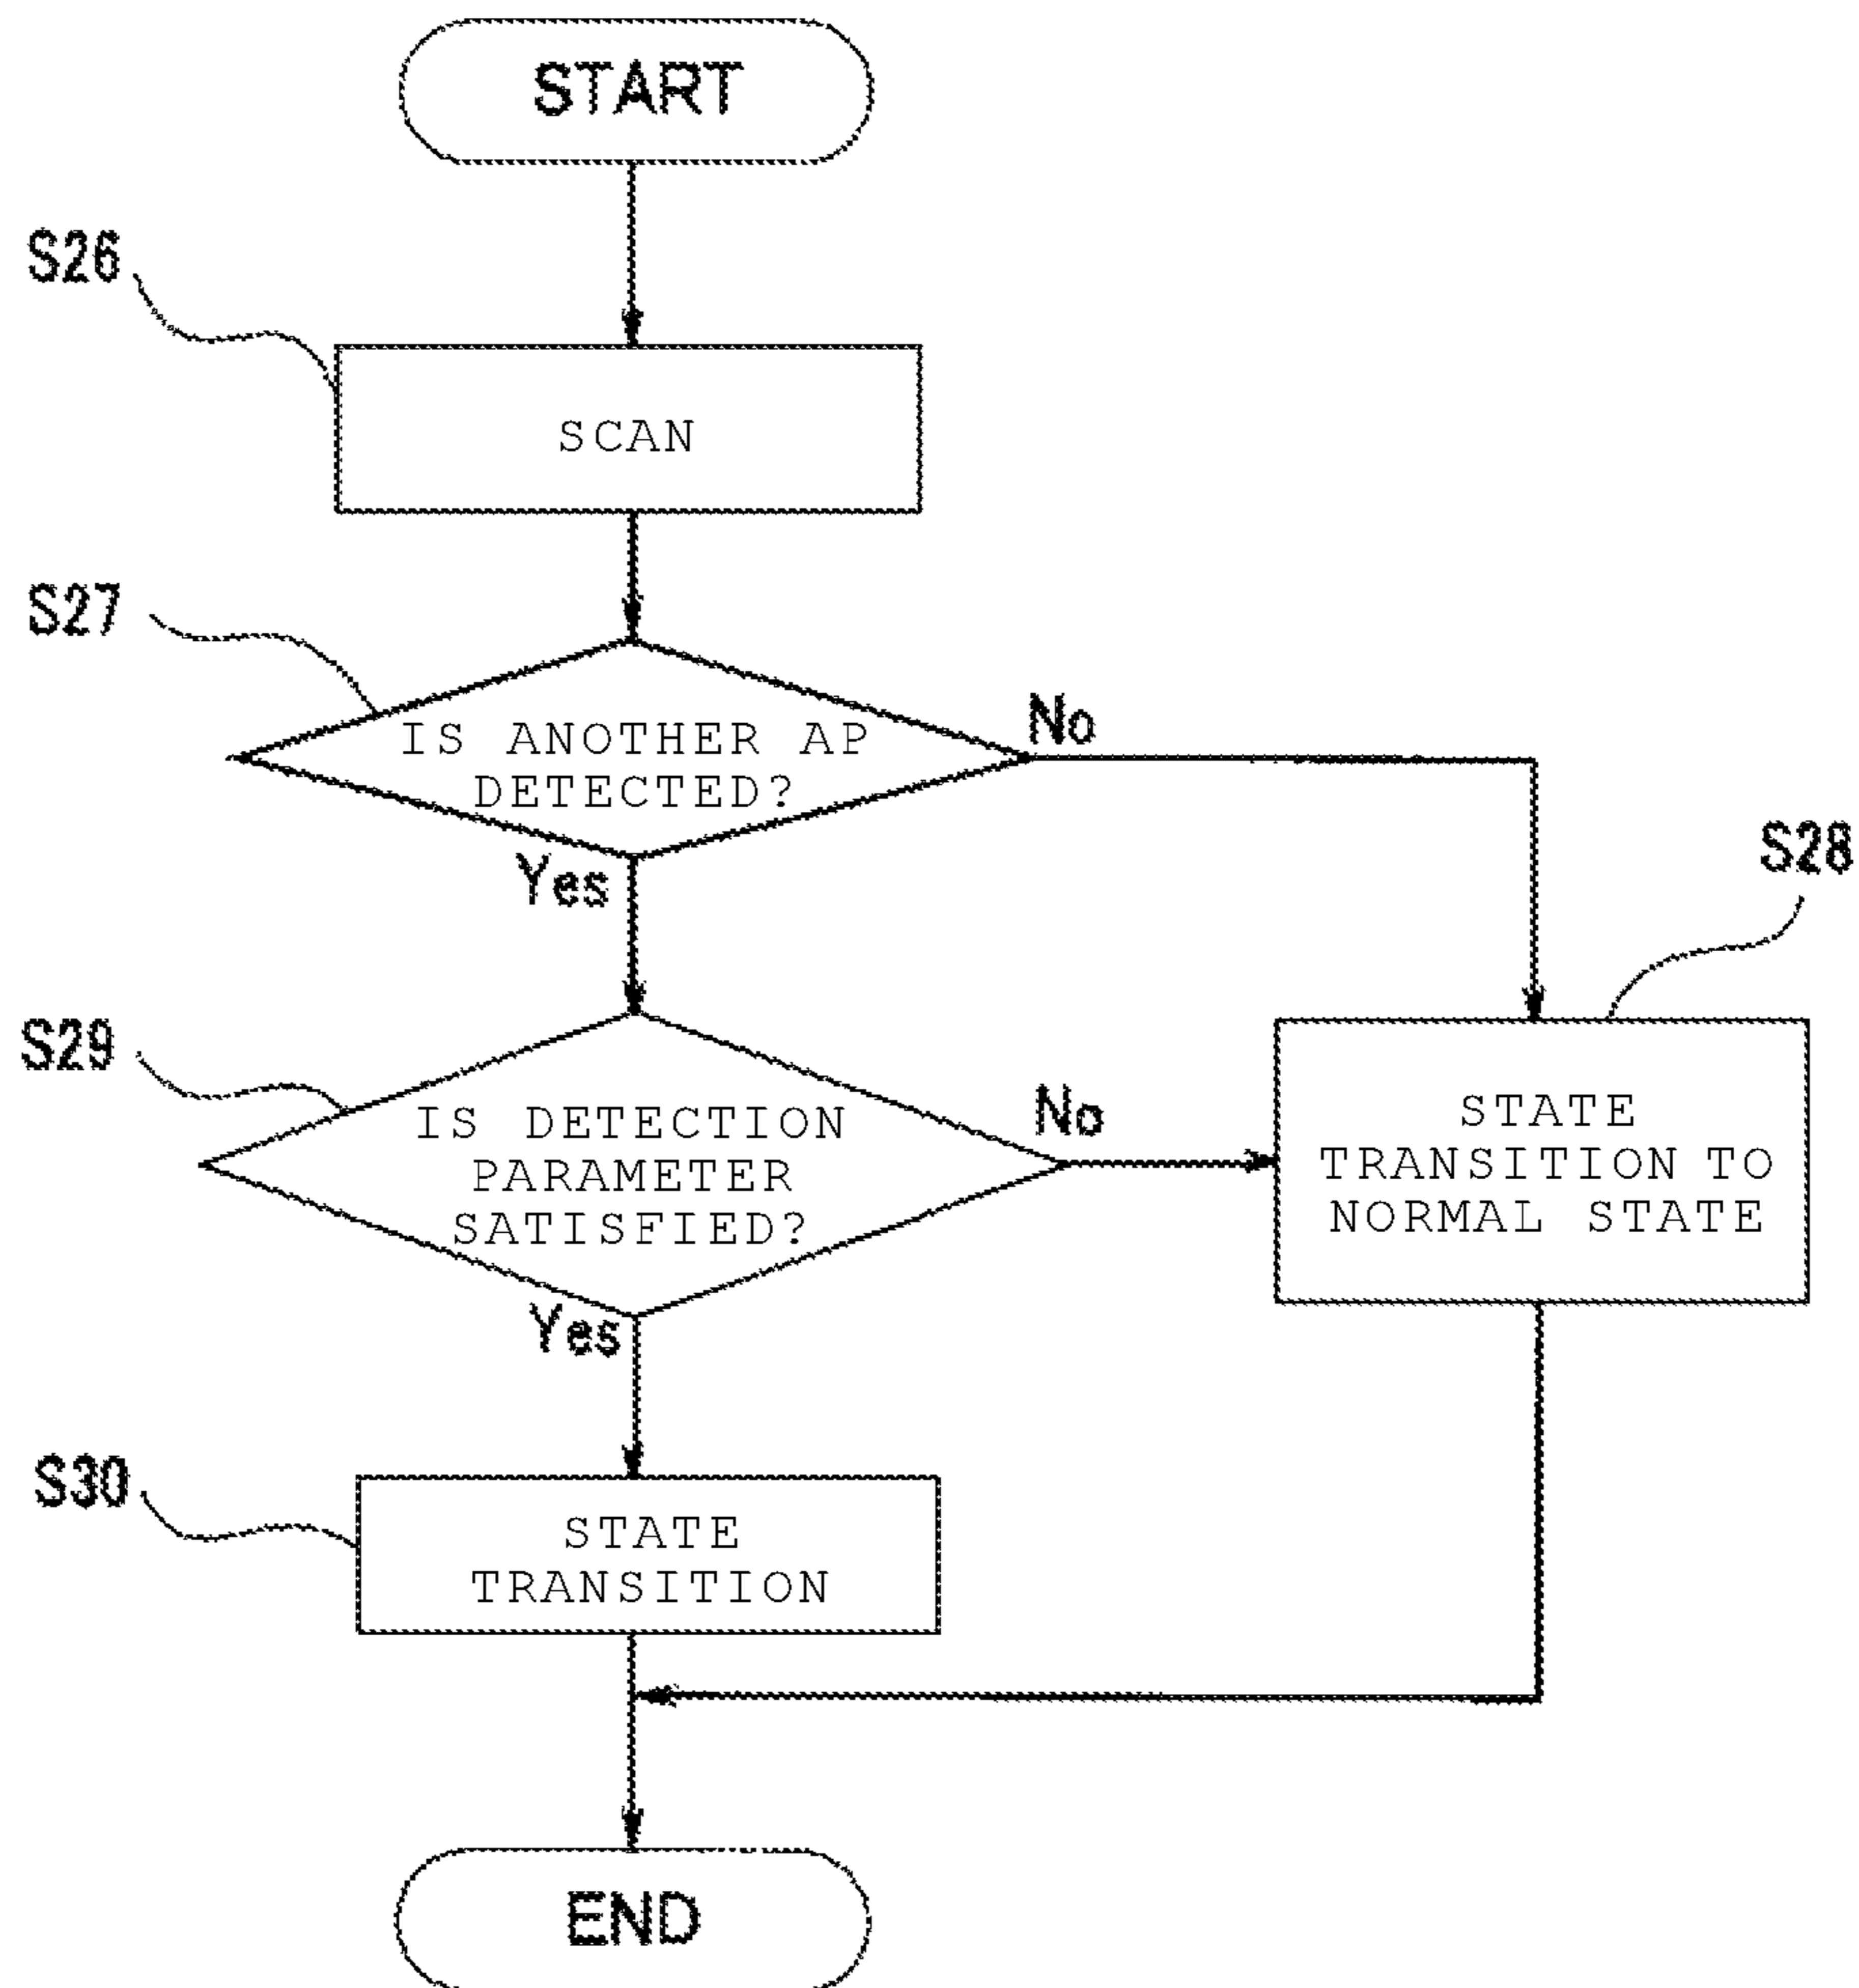 START
S26
SCAN
S27
IS ANOTHER AP
DETECTED?
No
Yes
S28
S29
IS DETECTION
PARAMETER
SATISFIED?
No
STATE
TRANSITION TO
NORMAL STATE
Yes
S30
STATE
TRANSITION
END